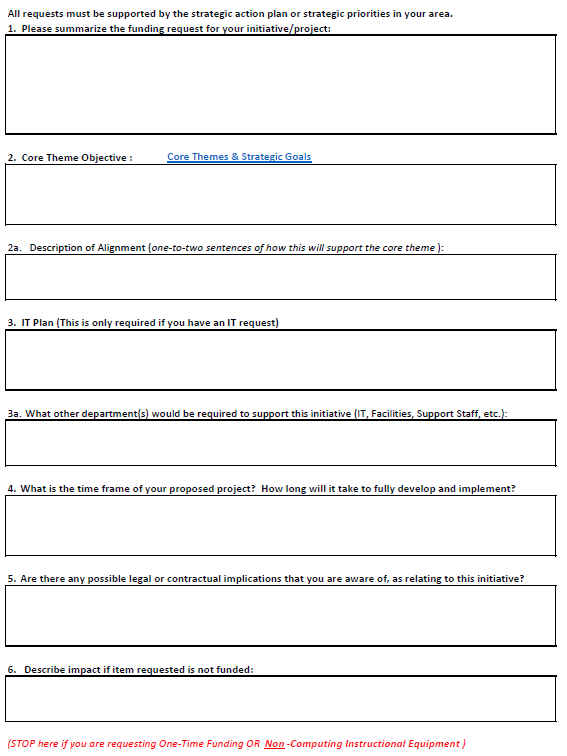 All requests must be supported by the strategic action plan or strategic priorities in your area.
1. Please summarize the funding request for your initiative/project:
2. Core Theme Objective : Core Themes & Strategic Goals
2a. Description of Alignment (one-to-two sentences of how this will support the core theme ):
3. IT Plan (This is only required if you have an IT request)
3a. What other department(s) would be required to support this initiative (IT, Facilities, Support Staff, etc.):
4. What is the time frame of your proposed project? How long will it take to fully develop and implement?
5. Are there any possible legal or contractual implications that you are aware of, as relating to this initiative?
6. Describe impact if item requested is not funded:
(STOP here if you are requesting One-Time Funding OR Non -Computing Instructional Equipment )